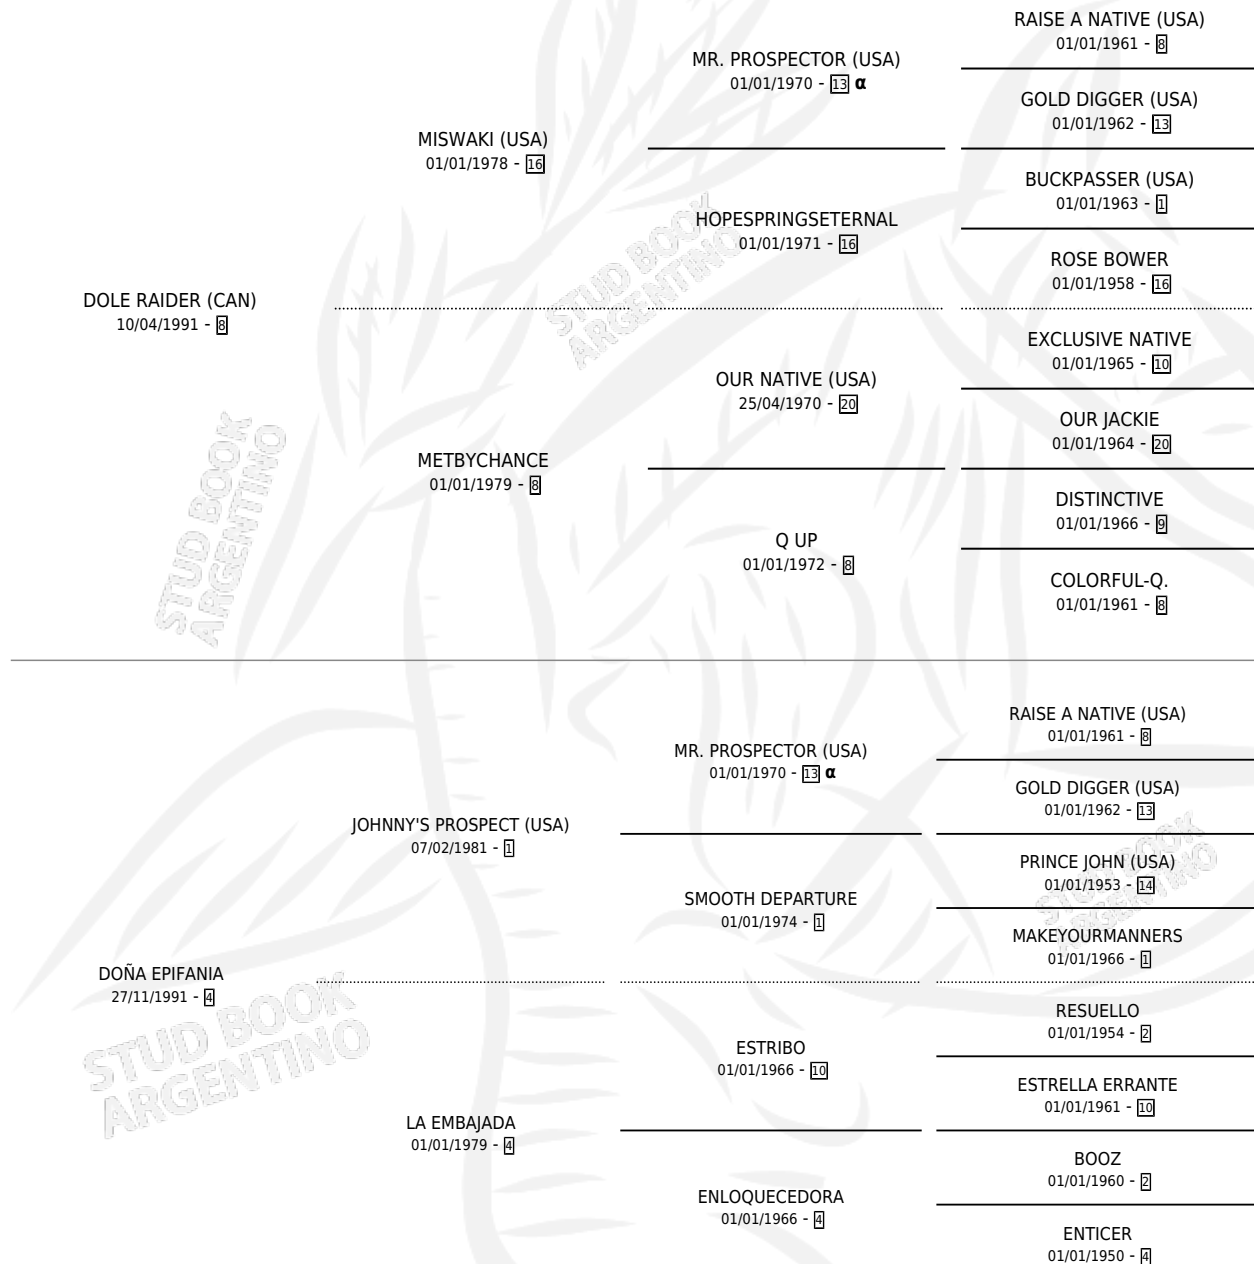 RAISE A NATIVE (USA)
01/01/1961 - 8
MR. PROSPECTOR (USA)
01/01/1970 - 13 α
GOLD DIGGER (USA)
01/01/1962 - 13
MISWAKI (USA)
01/01/1978 - 16
BUCKPASSER (USA)
01/01/1963 - 1
HOPESPRINGSETERNAL
01/01/1971 - 16
ROSE BOWER
01/01/1958 - 16
DOLE RAIDER (CAN)
10/04/1991 - 8
EXCLUSIVE NATIVE
01/01/1965 - 10
OUR NATIVE (USA)
25/04/1970 - 20
OUR JACKIE
01/01/1964 - 20
METBYCHANCE
01/01/1979 - 8
DISTINCTIVE
01/01/1966 - 9
Q UP
01/01/1972 - 8
COLORFUL-Q.
01/01/1961 - 8
RAISE A NATIVE (USA)
01/01/1961 - 8
MR. PROSPECTOR (USA)
01/01/1970 - 13 α
GOLD DIGGER (USA)
01/01/1962 - 13
JOHNNY'S PROSPECT (USA)
07/02/1981 - 1
PRINCE JOHN (USA)
01/01/1953 - 14
SMOOTH DEPARTURE
01/01/1974 - 1
MAKEYOURMANNERS
01/01/1966 - 1
DOÑA EPIFANIA
27/11/1991 - 4
RESUELLO
01/01/1954 - 2
ESTRIBO
01/01/1966 - 10
ESTRELLA ERRANTE
01/01/1961 - 10
LA EMBAJADA
01/01/1979 - 4
BOOZ
01/01/1960 - 2
ENLOQUECEDORA
01/01/1966 - 4
ENTICER
01/01/1950 - 4
STUD BOOK
ARGENTINO
STUD BOOK
ARGENTINO
STUD BOOK
ARGENTINO
STUD BOOK
ARGENTINO